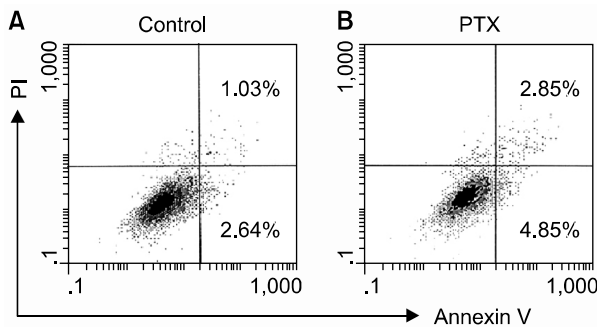 A Control
B PTX
PI
1,000
.1
1.03%
2.64%
.1 1,000
1,000
.1
2.85%
4.85%
.1 1,000
Annexin V